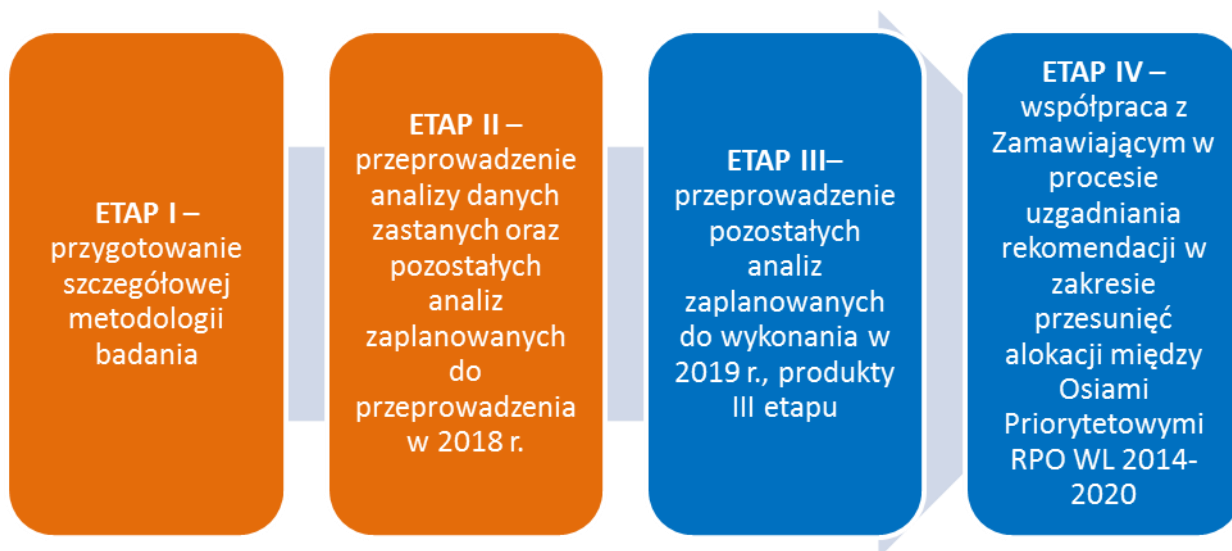 ETAP I –
przygotowanie
szczegółowej
metodologii
badania
ETAP II –
przeprowadzenie
analizy danych
zastanych oraz
pozostałych
analiz
zaplanowanych
do
przeprowadzenia
w 2018 r.
ETAP III–
przeprowadzenie
pozostałych
analiz
zaplanowanych
do wykonania w
2019 r., produkty
III etapu
ETAP IV –
współpraca z
Zamawiającym w
procesie
uzgadniania
rekomendacji w
zakresie
przesunięć
alokacji między
Osiami
Priorytetowymi
RPO WL 2014-
2020